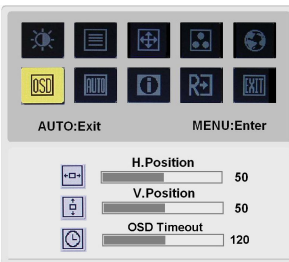 OSD AUTO i R EXIT
AUTO:Exit MENU:Enter
H.Position
50
V.Position
50
OSD Timeout
120